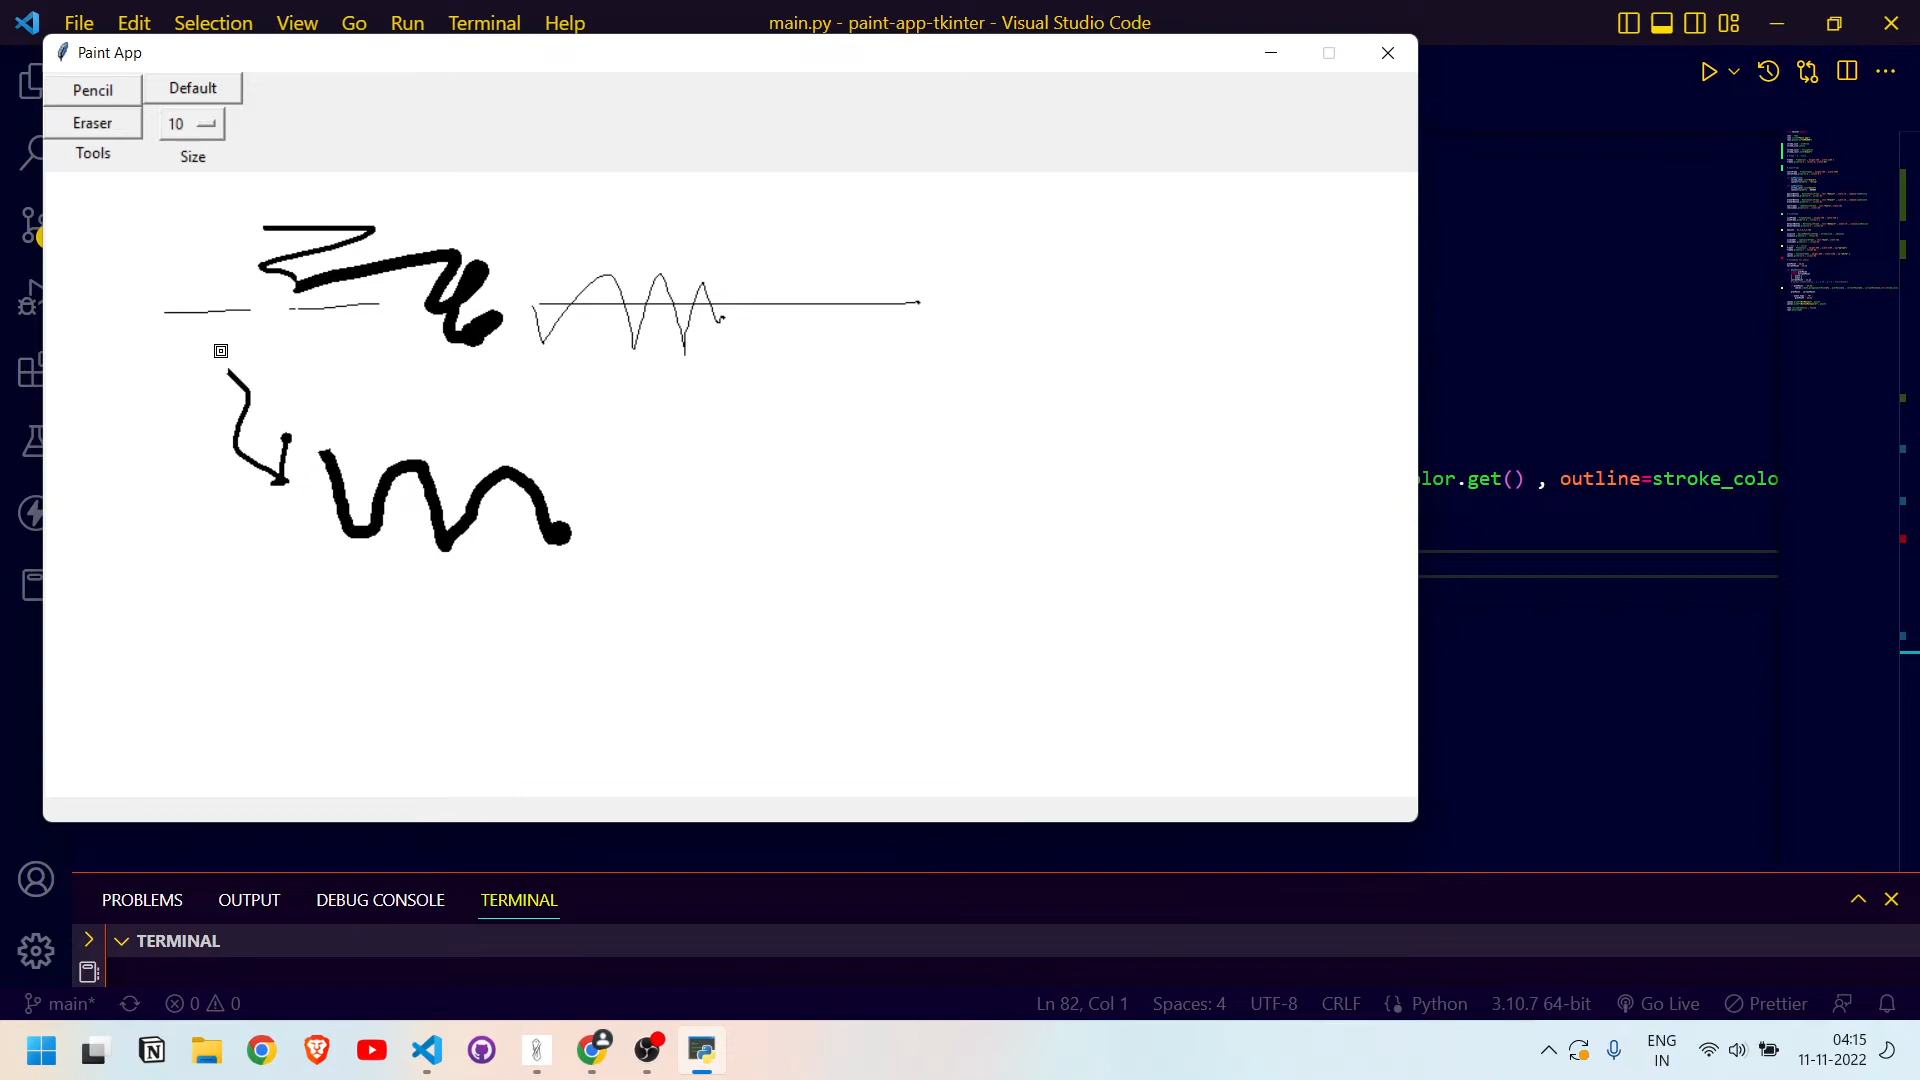 File Edit Selection View Go Run Terminal Help
main.py - paint-app-tkinter - Visual Studio Code
Paint App
Pencil Default
Eraser 10
Tools Size
lor.get() , outline=stroke_colo
PROBLEMS OUTPUT DEBUG CONSOLE TERMINAL
TERMINAL
main* 0 0 Ln 82, Col 1 Spaces: 4 UTF-8 CRLF Python 3.10.7 64-bit Go Live Prettier
ENG 04:15
IN 11-11-2022